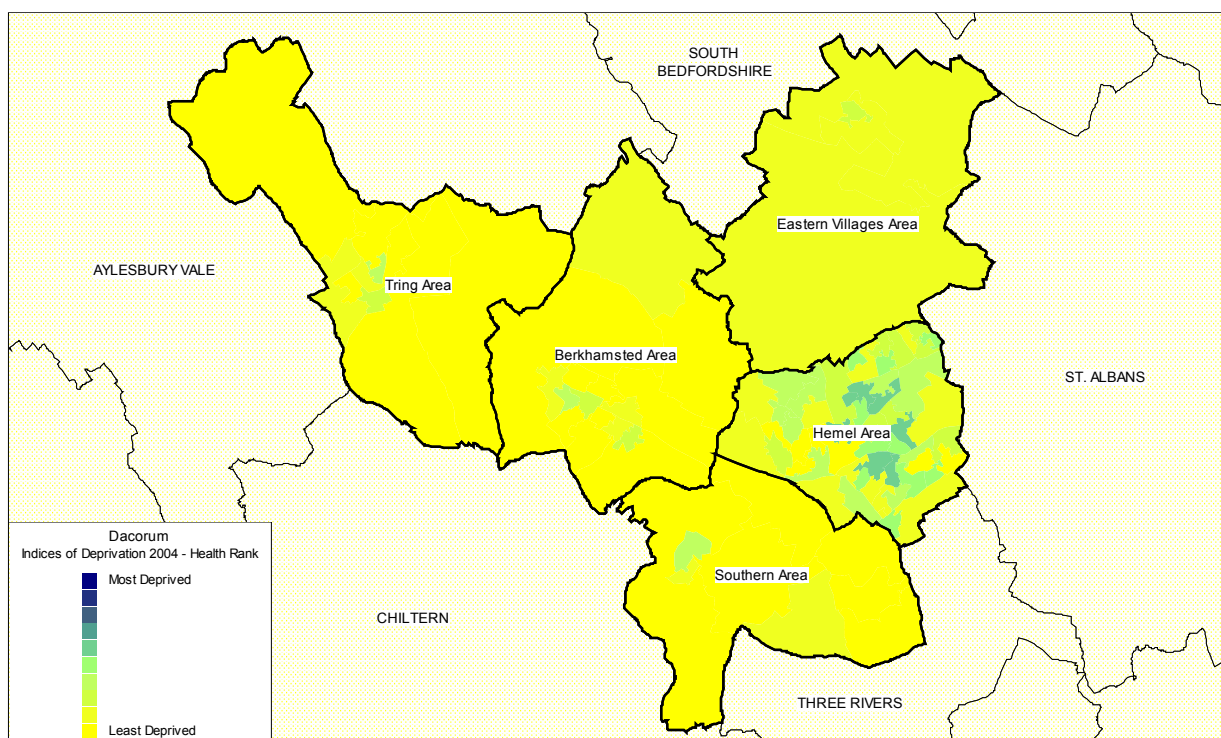 SOUTH
BEDFORDSHIRE
Eastern Villages Area
AYLESBURY VALE
Tring Area
Berkhamsted Area
ST. ALBANS
Hemel Area
Dacorum
Indices of Deprivation 2004 - Health Rank
Most Deprived
Southern Area
CHILTERN
THREE RIVERS
Least Deprived